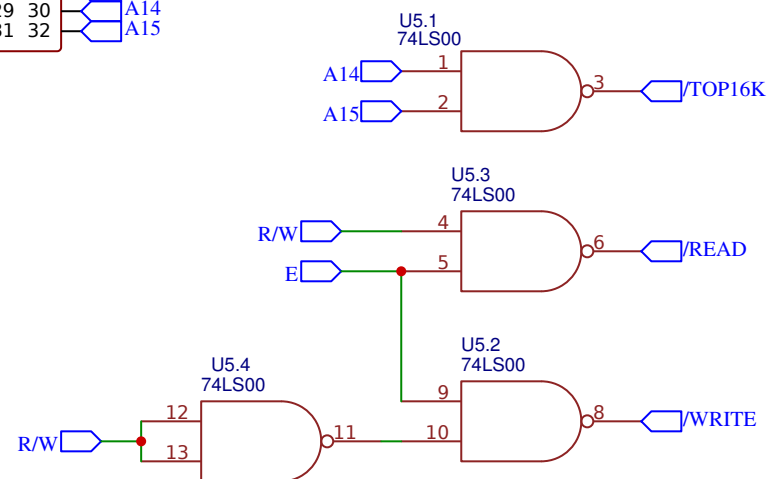 29 30 A14
31 32 A15
U5.1
74LS00
A14 1
3 /TOP16K
A15 2
U5.3
74LS00
R/W 4
6 /READ
E 5
U5.2
74LS00
U5.4
74LS00
9
12
8 /WRITE
11 10
R/W
13